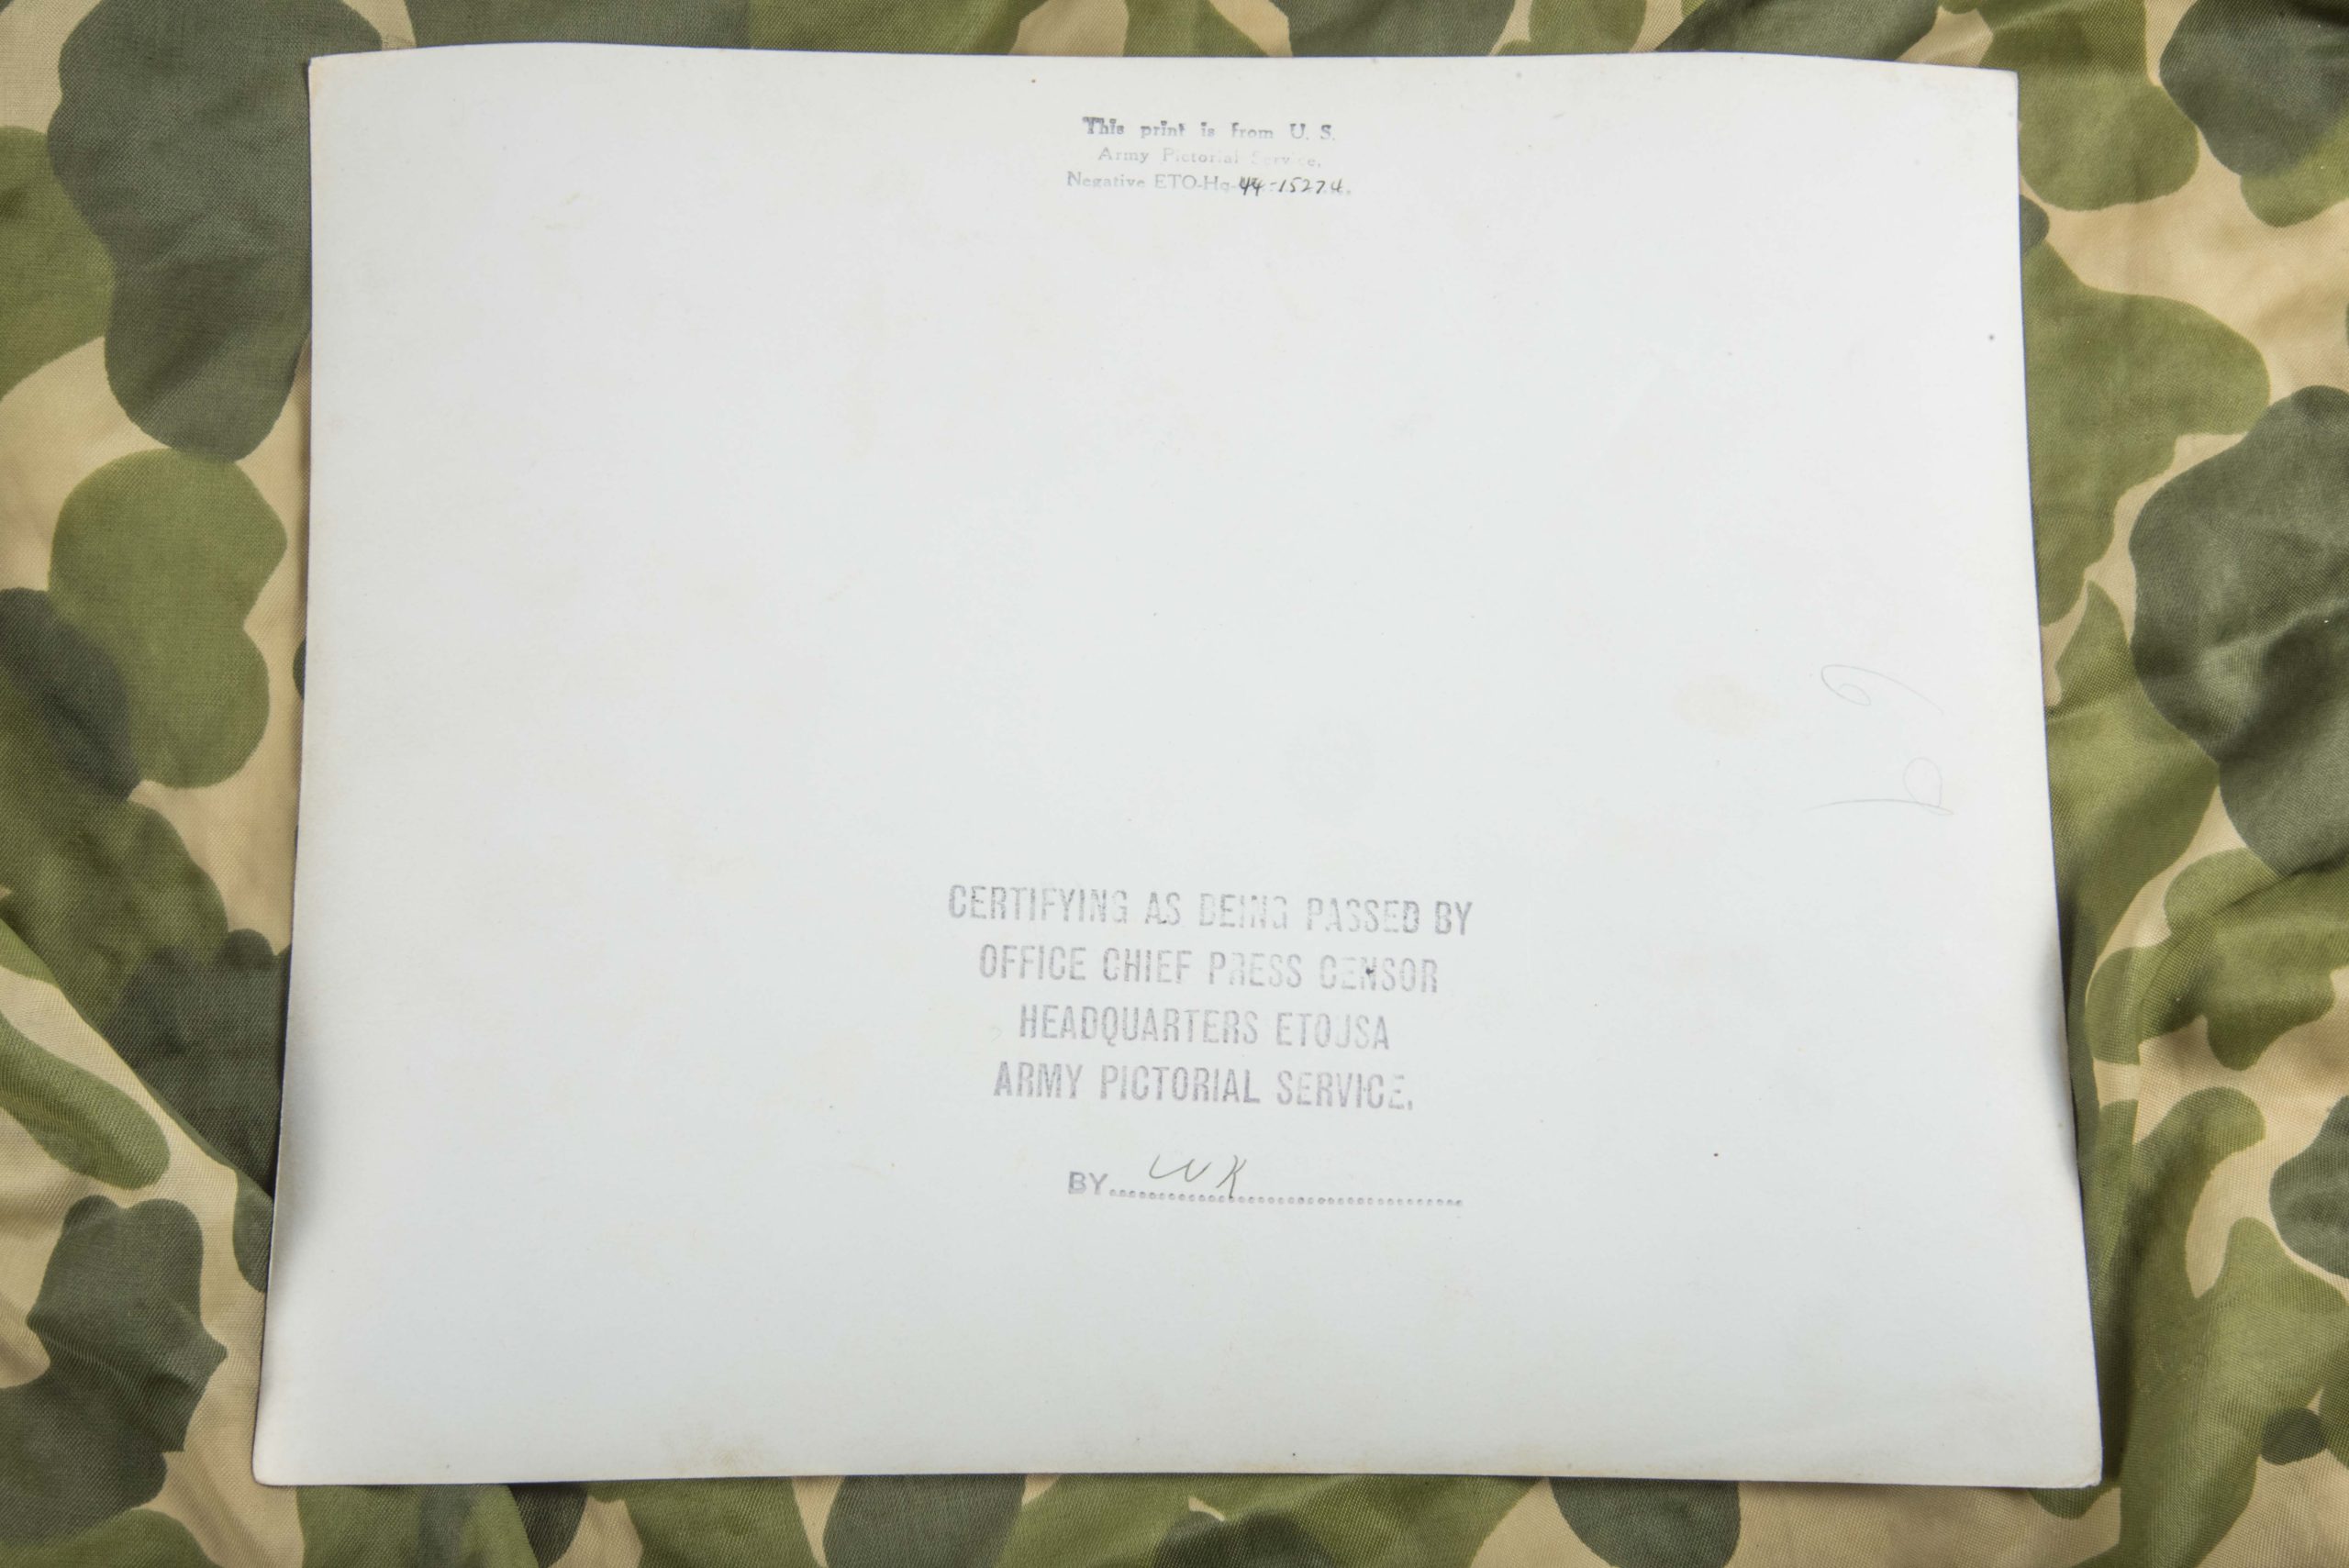 This print is from U. S.
Army Pictorial Service,
Negative ETO-Hq-44-15274.
CERTIFYING AS BEING PASSED BY
OFFICE CHIEF PRESS CENSOR
HEADQUARTERS ETOUSA
ARMY PICTORIAL SERVICE.
BY WK